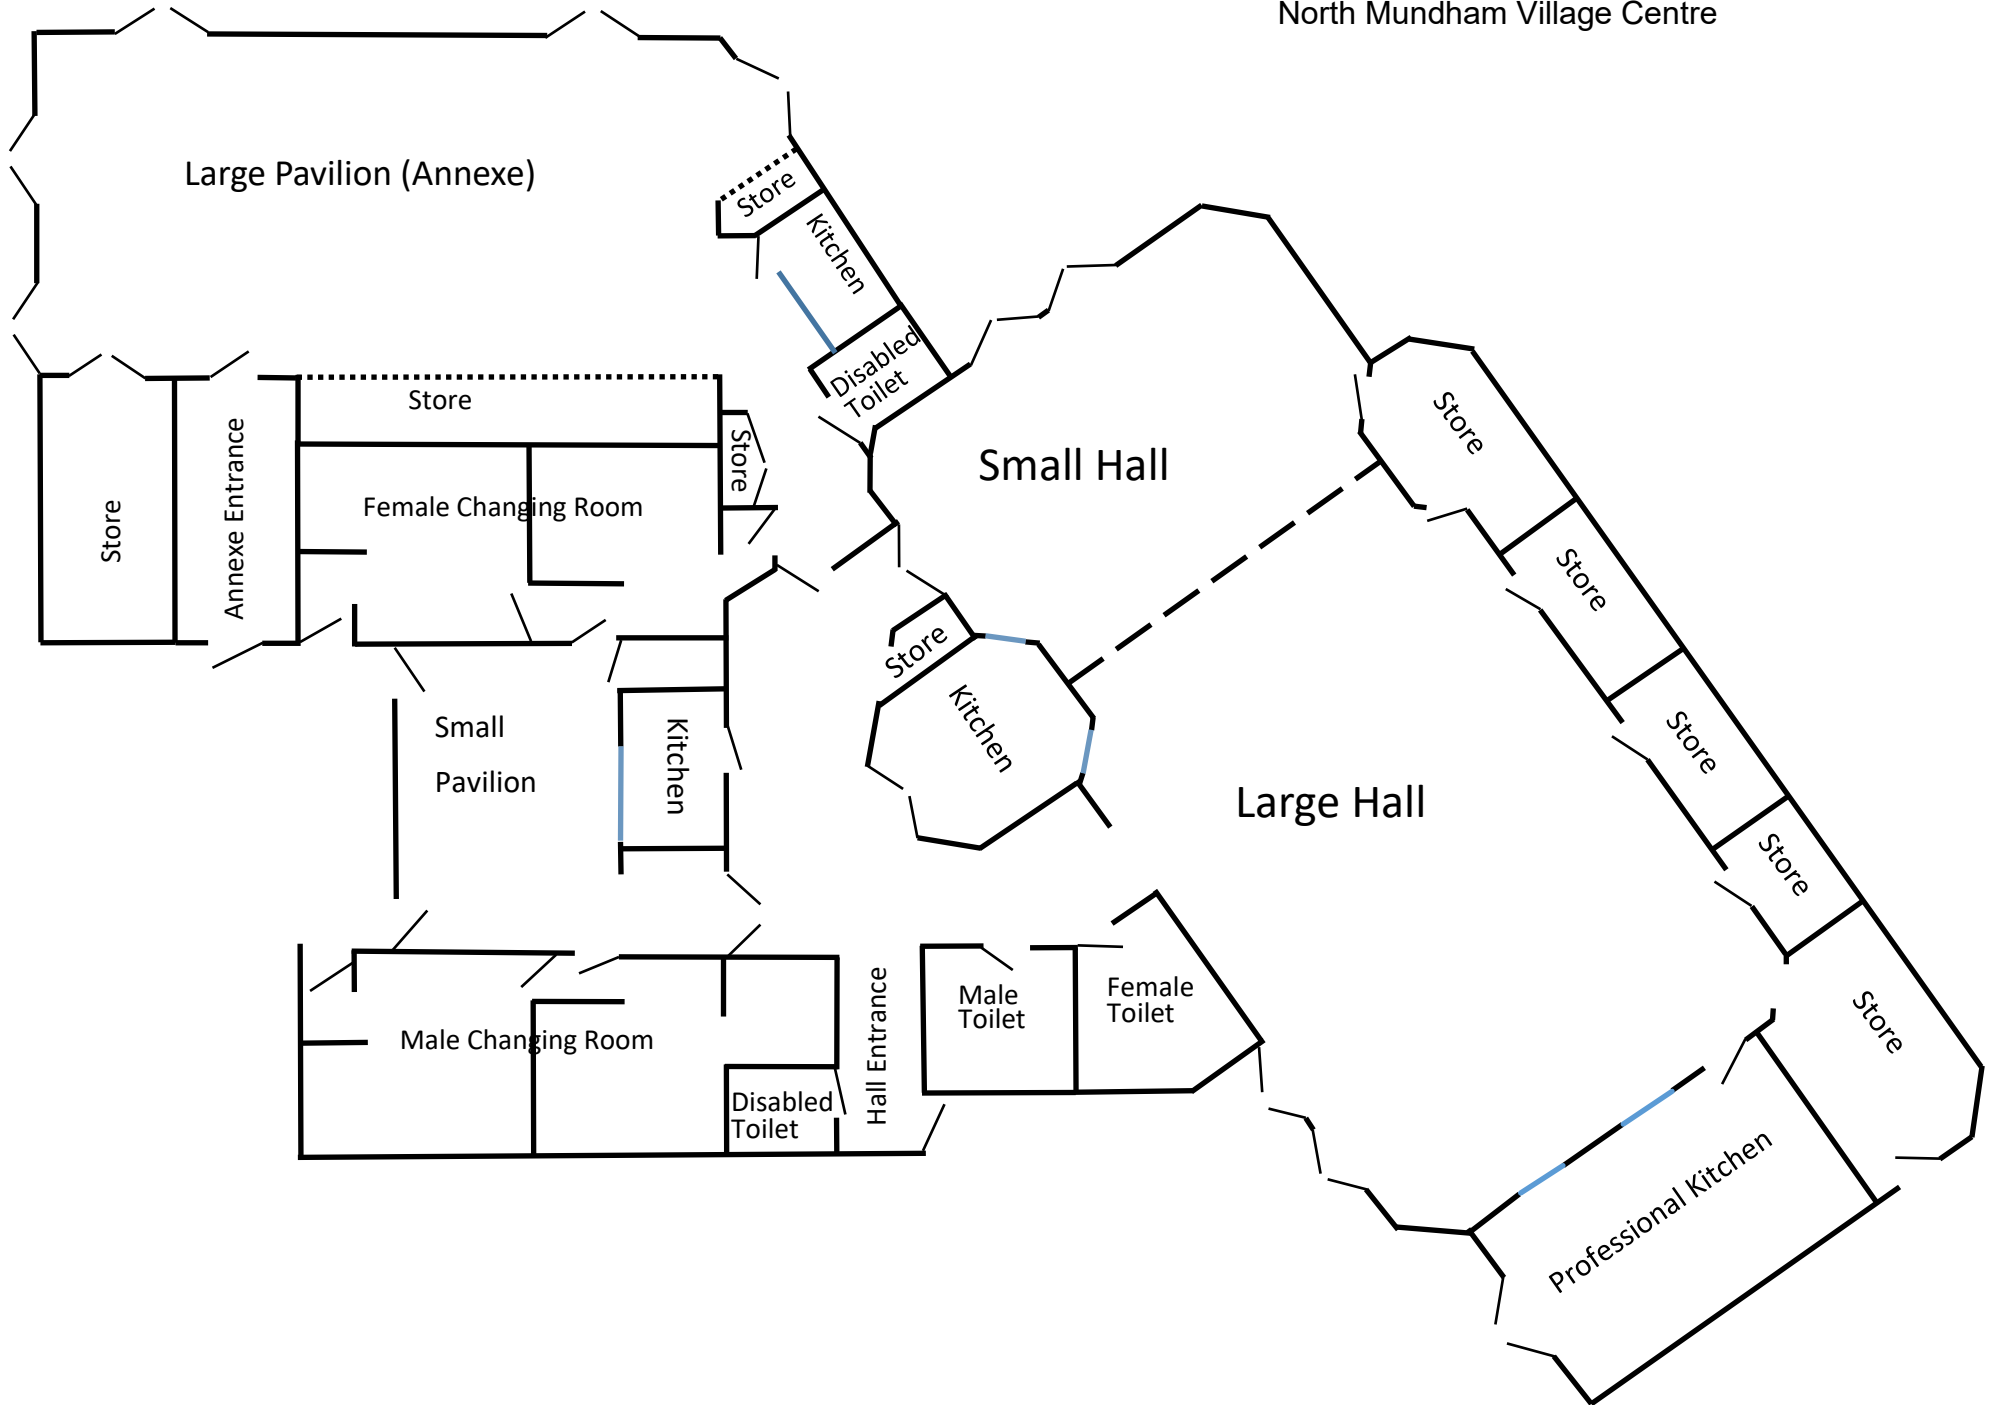 North Mundham Village Centre
Large Pavilion (Annexe)
Store
Kitchen
Disabled
Toilet
Store
Store
Annexe Entrance
Store
Female Changing Room
Small Hall
Store
Store
Store
Store
Store
Store
Kitchen
Small
Pavilion
Kitchen
Large Hall
Male Changing Room
Disabled
Toilet
Hall Entrance
Male
Toilet
Female
Toilet
Professional Kitchen